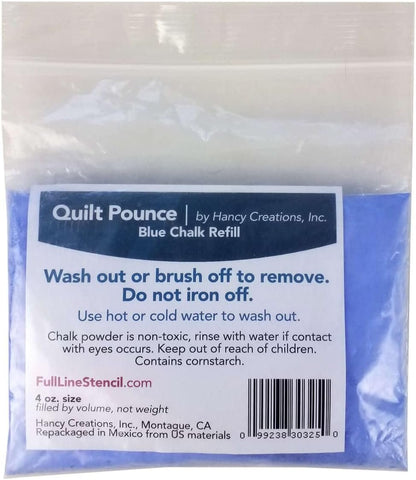 Quilt Pounce | by Hancy Creations, Inc.
Blue Chalk Refill
Wash out or brush off to remove.
Do not iron off.
Use hot or cold water to wash out.
Chalk powder is non-toxic, rinse with water if contact
with eyes occurs. Keep out of reach of children.
Contains cornstarch.
FullLineStencil.com
4 oz. size
filled by volume, not weight
Hancy Creations, Inc., Montague, CA
Repackaged in Mexico from US materials
0 99238 30325 0